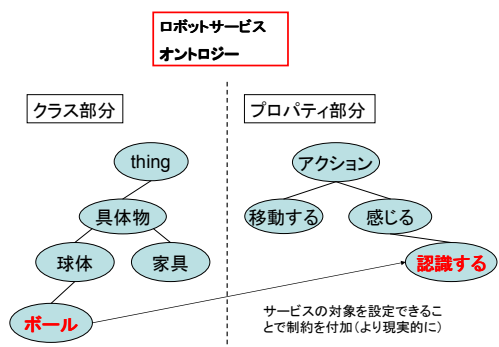 ロボットサービス
オントロジー
クラス部分
プロパティ部分
thing
アクション
具体物
移動する
感じる
球体
家具
認識する
ボール
サービスの対象を設定できるこ
とで制約を付加(より現実的に)